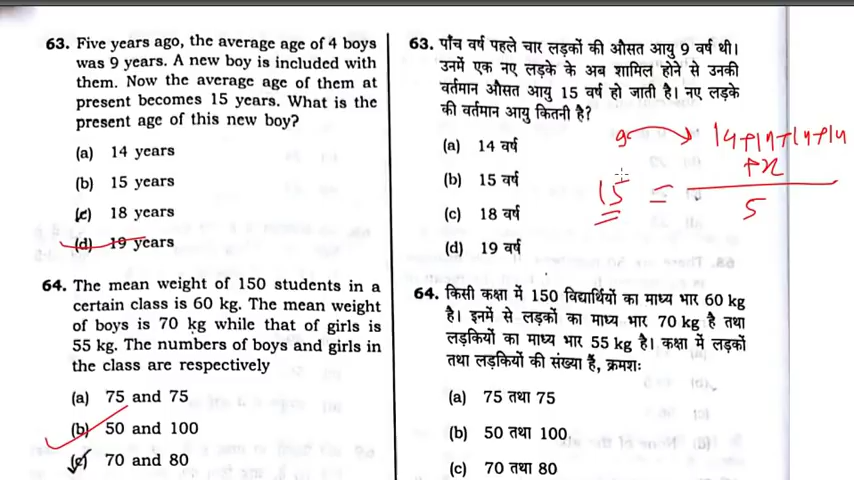 63. Five years ago, the average age of 4 boys
was 9 years. A new boy is included with
them. Now the average age of them at
present becomes 15 years. What is the
present age of this new boy?
(a) 14 years
(b) 15 years
(c) 18 years
(d) 19 years
64. The mean weight of 150 students in a
certain class is 60 kg. The mean weight
of boys is 70 kg while that of girls is
55 kg. The numbers of boys and girls in
the class are respectively
(a) 75 and 75
(b) 50 and 100
(c) 70 and 80
63. पाँच वर्ष पहले चार लड़कों की औसत आयु 9 वर्ष थी।
उनमें एक नए लड़के के अब शामिल होने से उनकी
वर्तमान औसत आयु 15 वर्ष हो जाती है। नए लड़के
की वर्तमान आयु कितनी है?
(a) 14 वर्ष
(b) 15 वर्ष
(c) 18 वर्ष
(d) 19 वर्ष
9 14+14+14+14
+x
15 = 5
64. किसी कक्षा में 150 विद्यार्थियों का माध्य भार 60 kg
है। इनमें से लड़कों का माध्य भार 70 kg है तथा
लड़कियों का माध्य भार 55 kg है। कक्षा में लड़कों
तथा लड़कियों की संख्या हैं, क्रमशः
(a) 75 तथा 75
(b) 50 तथा 100
(c) 70 तथा 80